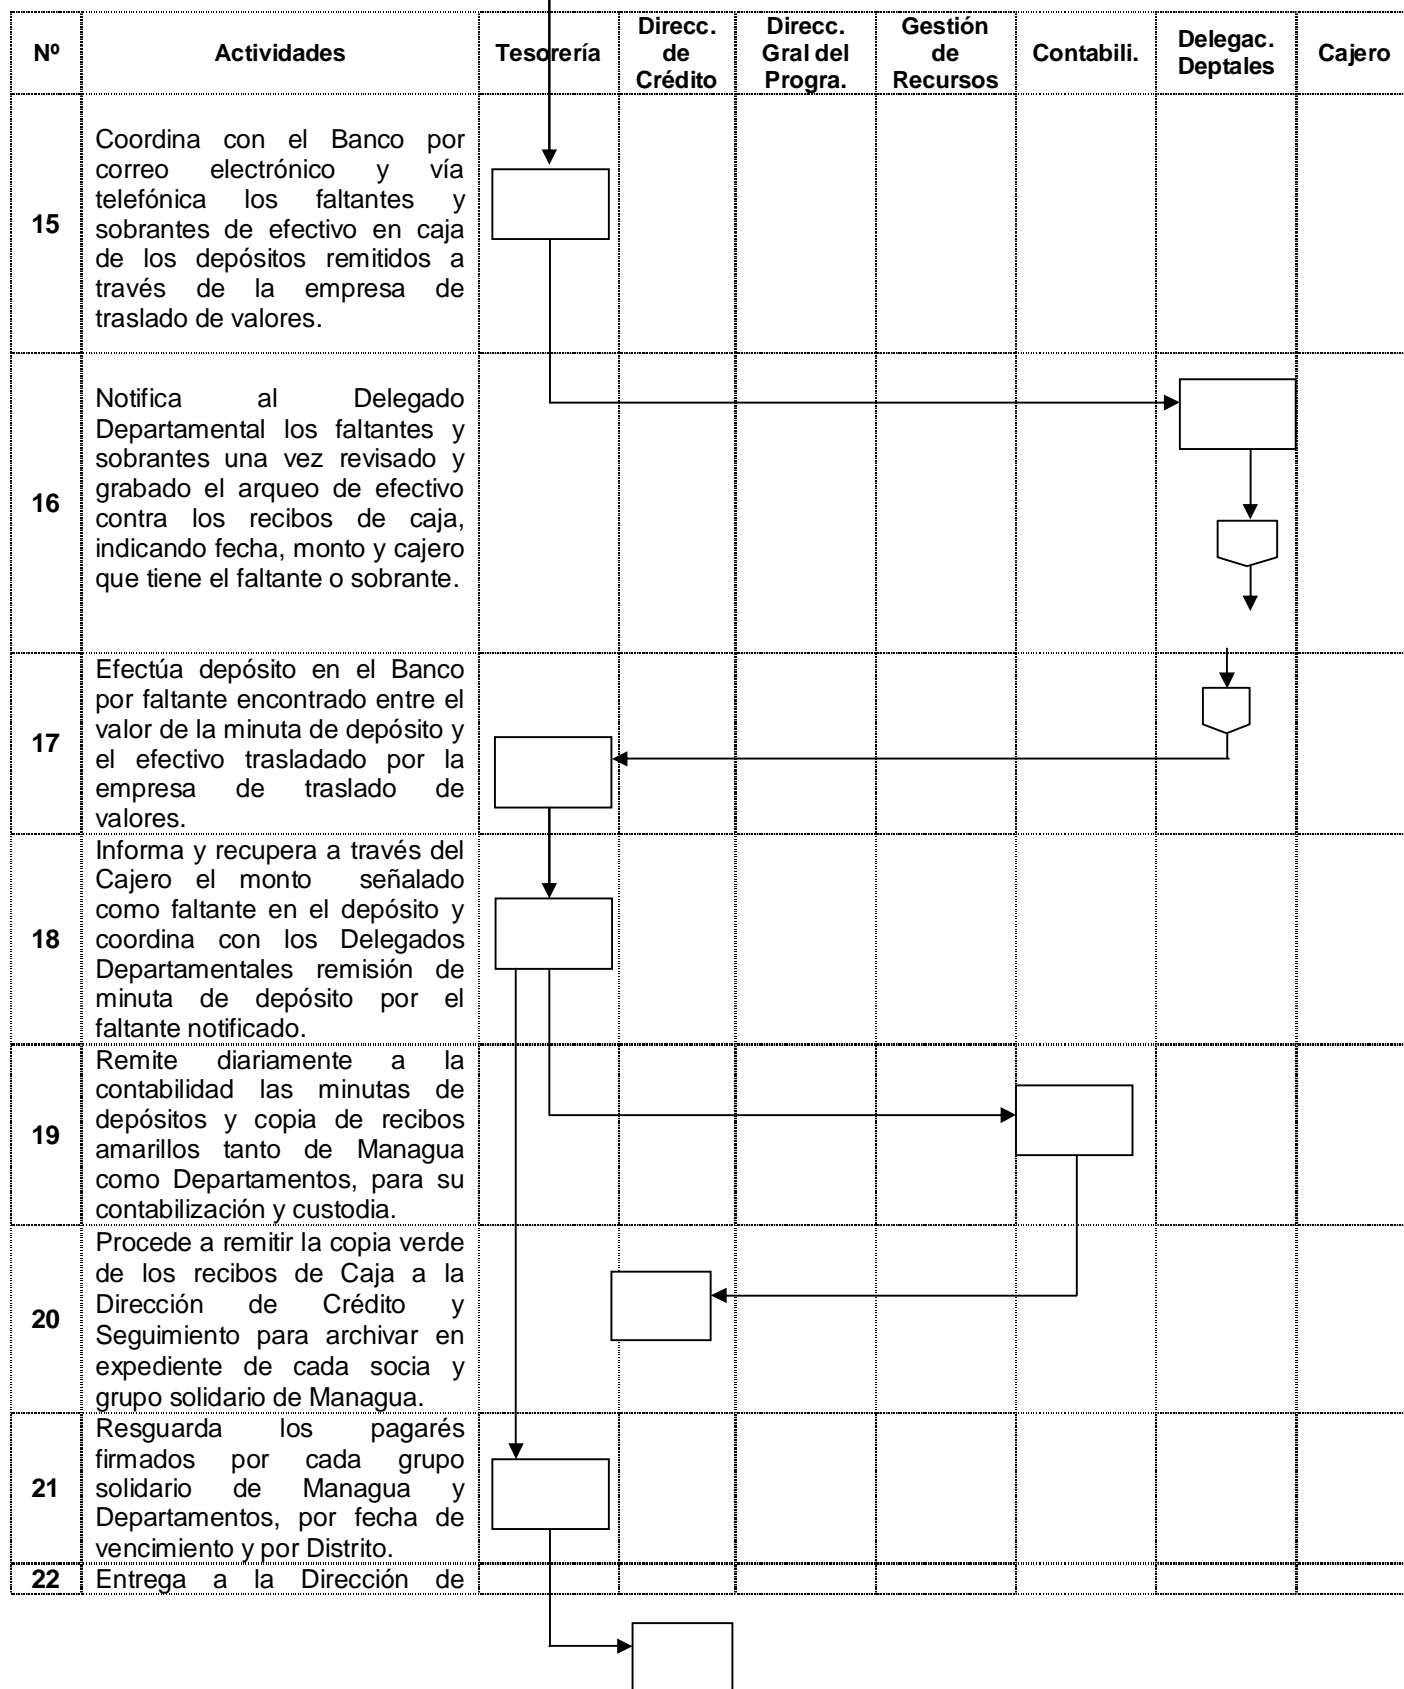 Nº Actividades Tesorería Direcc. de Crédito Direcc. Gral del Progra. Gestión de Recursos Contabili. Delegac. Deptales Cajero
15
Coordina con el Banco por
correo electrónico y vía
telefónica los faltantes y
sobrantes de efectivo en caja
de los depósitos remitidos a
través de la empresa de
traslado de valores.
16
Notifica al Delegado
Departamental los faltantes y
sobrantes una vez revisado y
grabado el arqueo de efectivo
contra los recibos de caja,
indicando fecha, monto y cajero
que tiene el faltante o sobrante.
17
Efectúa depósito en el Banco
por faltante encontrado entre el
valor de la minuta de depósito y
el efectivo trasladado por la
empresa de traslado de
valores.
18
Informa y recupera a través del
Cajero el monto señalado
como faltante en el depósito y
coordina con los Delegados
Departamentales remisión de
minuta de depósito por el
faltante notificado.
19
Remite diariamente a la
contabilidad las minutas de
depósitos y copia de recibos
amarillos tanto de Managua
como Departamentos, para su
contabilización y custodia.
20
Procede a remitir la copia verde
de los recibos de Caja a la
Dirección de Crédito y
Seguimiento para archivar en
expediente de cada socia y
grupo solidario de Managua.
21
Resguarda los pagarés
firmados por cada grupo
solidario de Managua y
Departamentos, por fecha de
vencimiento y por Distrito.
22
Entrega a la Dirección de